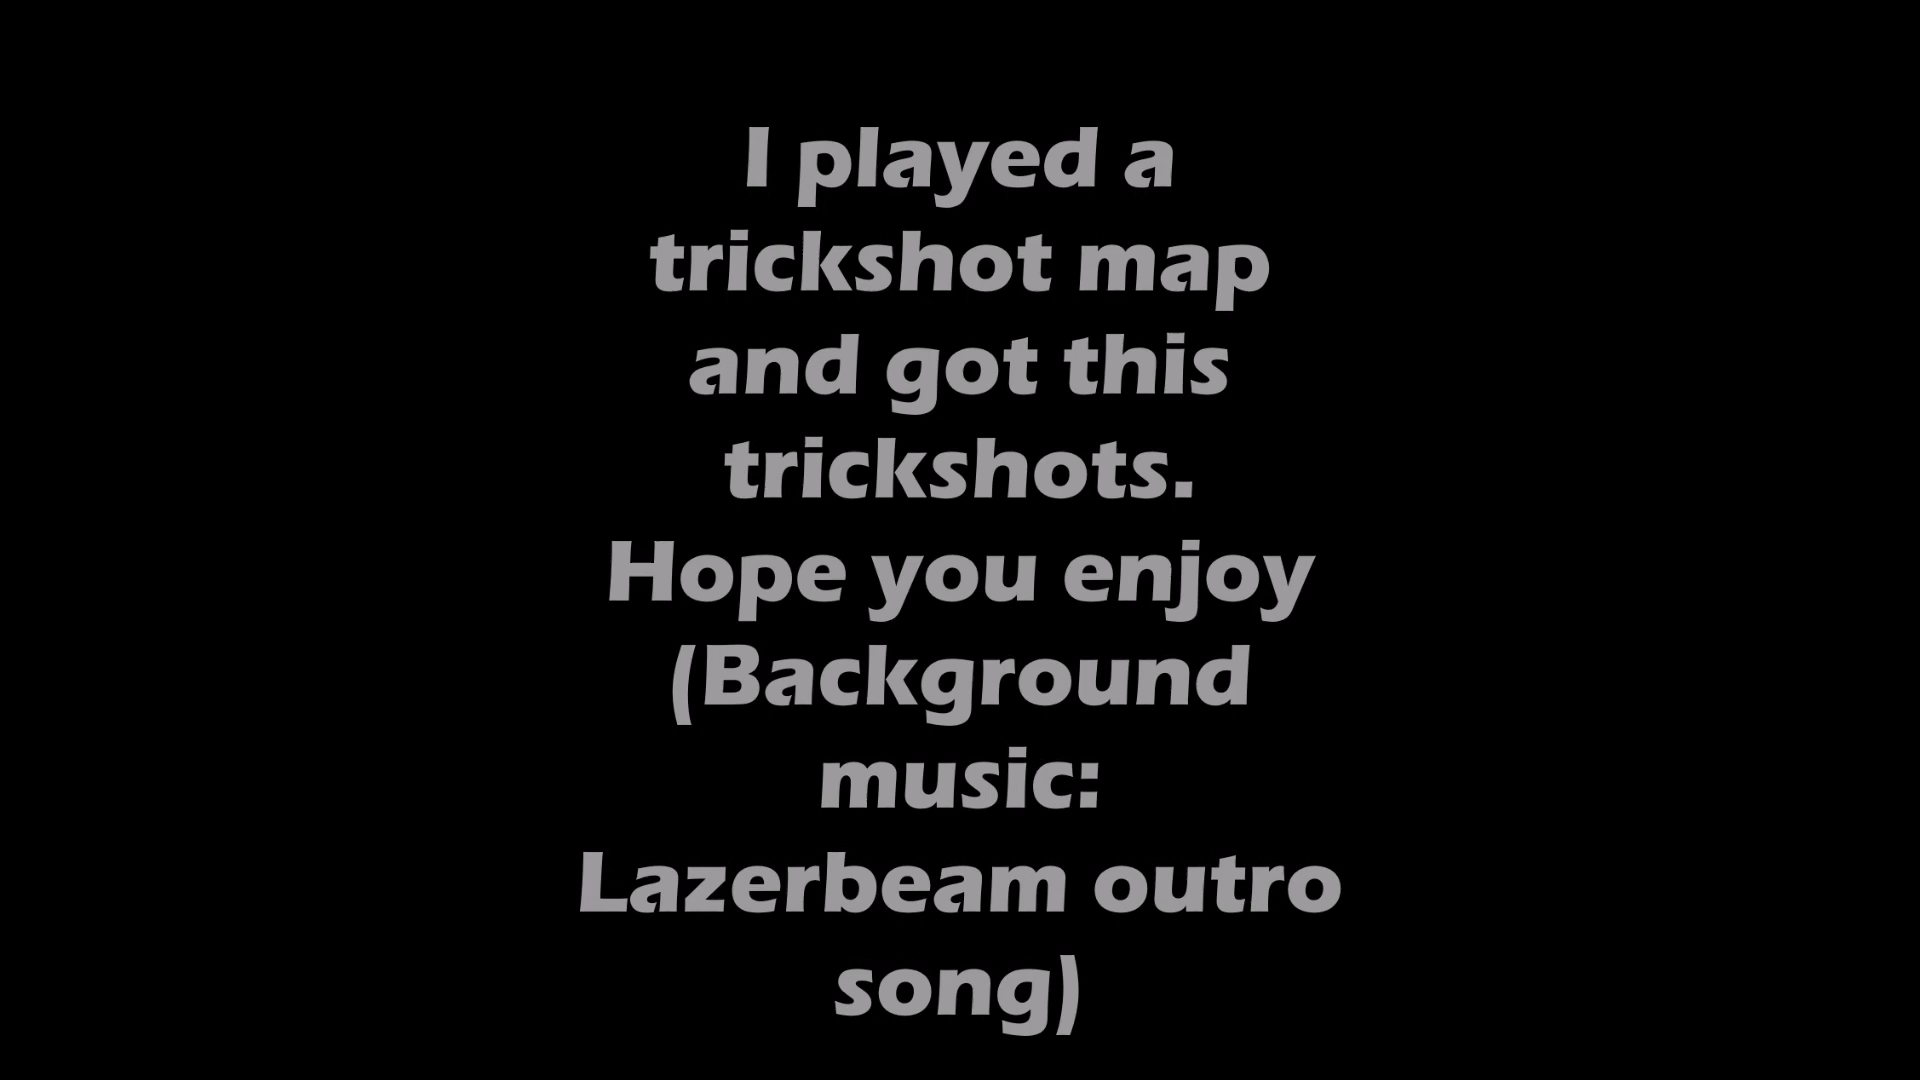 I played a
trickshot map
and got this
trickshots.
Hope you enjoy
(Background
music:
Lazerbeam outro
song)